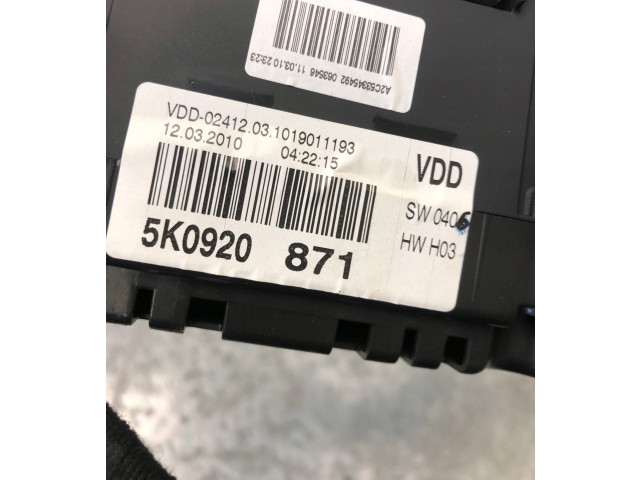 A2C53345492 063546 11.03.10 23:23
VDD-02412.03.1019011193
12.03.2010 04:22:15
VDD
SW 0406
HW H03
5K0920 871